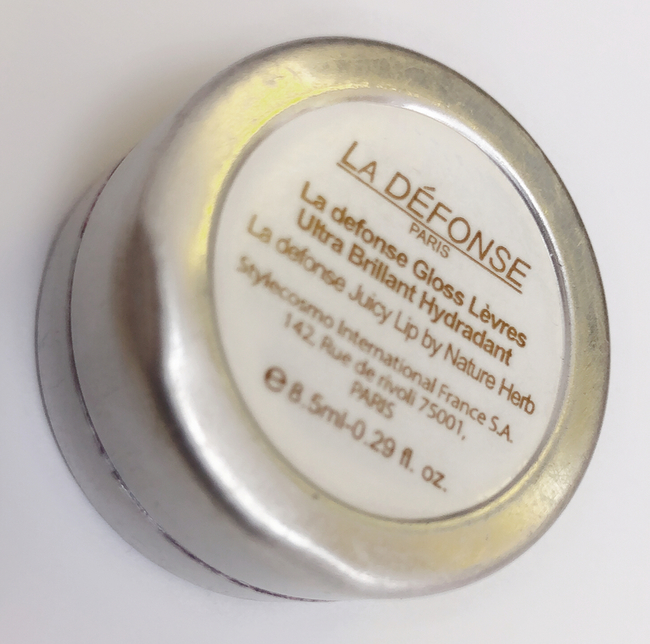 LA DÉFONSE
PARIS
La defonse Gloss Lèvres
Ultra Brillant Hydradant
La defonse Juicy Lip by Nature Herb
Stylecosmo International France S.A.
142, Rue de rivoli 75001,
PARIS
℮ 8.5ml-0.29 fl. oz.